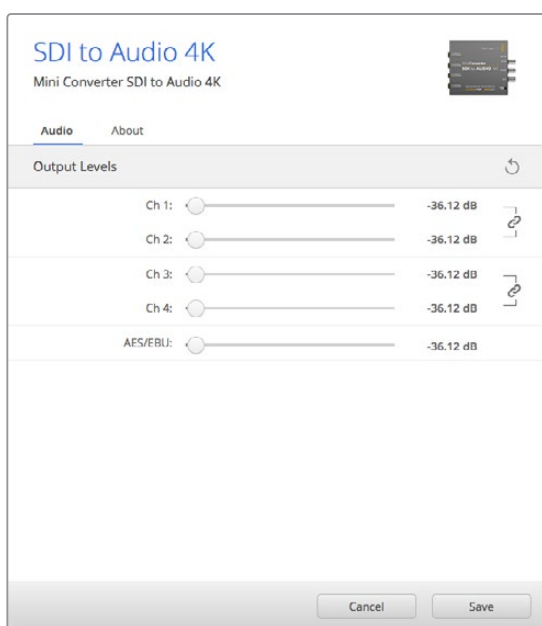 SDI to Audio 4K
Mini Converter SDI to Audio 4K
Audio About
Output Levels
Ch 1: -36.12 dB
Ch 2: -36.12 dB
Ch 3: -36.12 dB
Ch 4: -36.12 dB
AES/EBU: -36.12 dB
Cancel Save